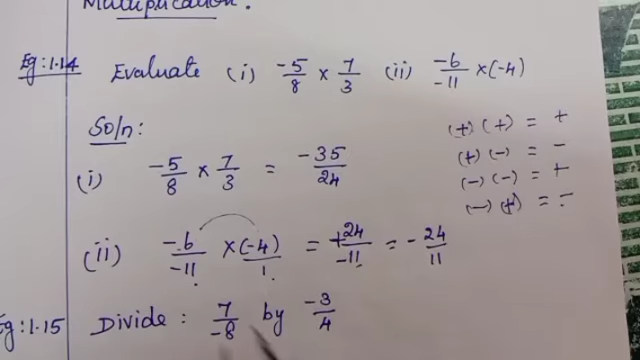 Multiplication.
Eg:1.14 Evaluate (i) -5/8 × 7/3 (ii) -6/-11 × (-4)
Soln:
(+) (+) = +
(+) (-) = -
(-) (-) = +
(-) (+) = -
(i) -5/8 × 7/3 = -35/24
(ii) -6/-11 × (-4)/1 = +24/-11 = -24/11
Eg:1.15 Divide : 7/-8 by -3/4